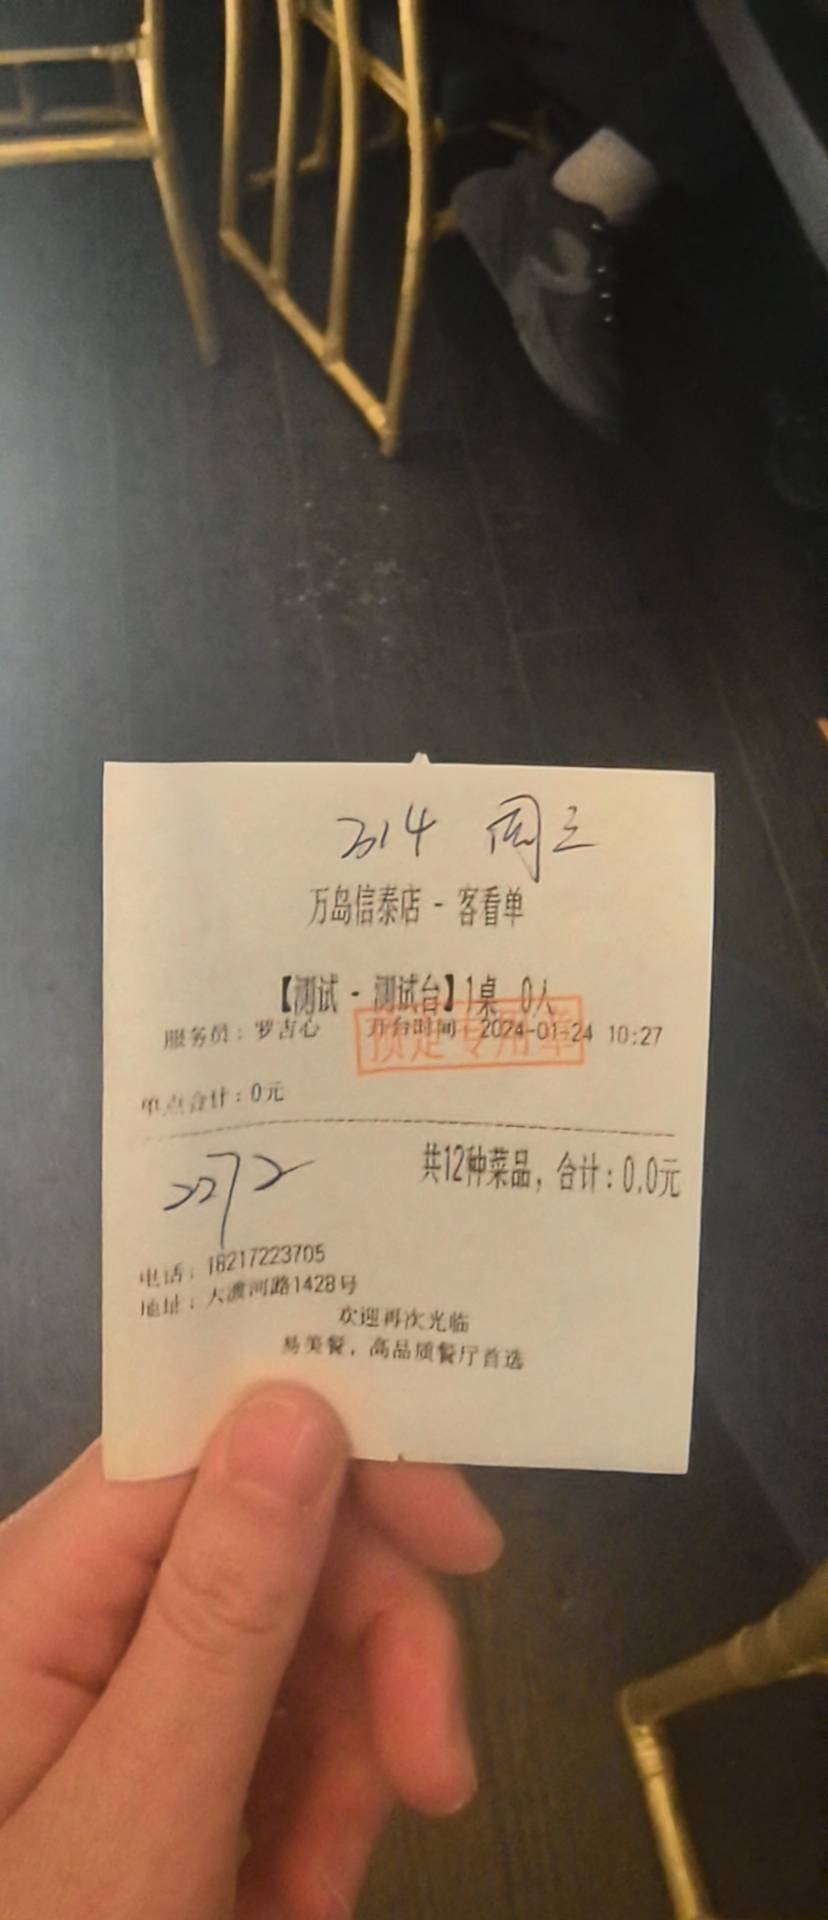 214 周三
万岛信泰店 - 客看单
【测试 - 测试台】1桌 0人
服务员：罗吉心 开台时间 2024-01-24 10:27
预定专用章
单点合计：0元
共12种菜品，合计：0.0元
2272
电话：18217223705
地址：大渡河路1428号
欢迎再次光临
易美餐，高品质餐厅首选